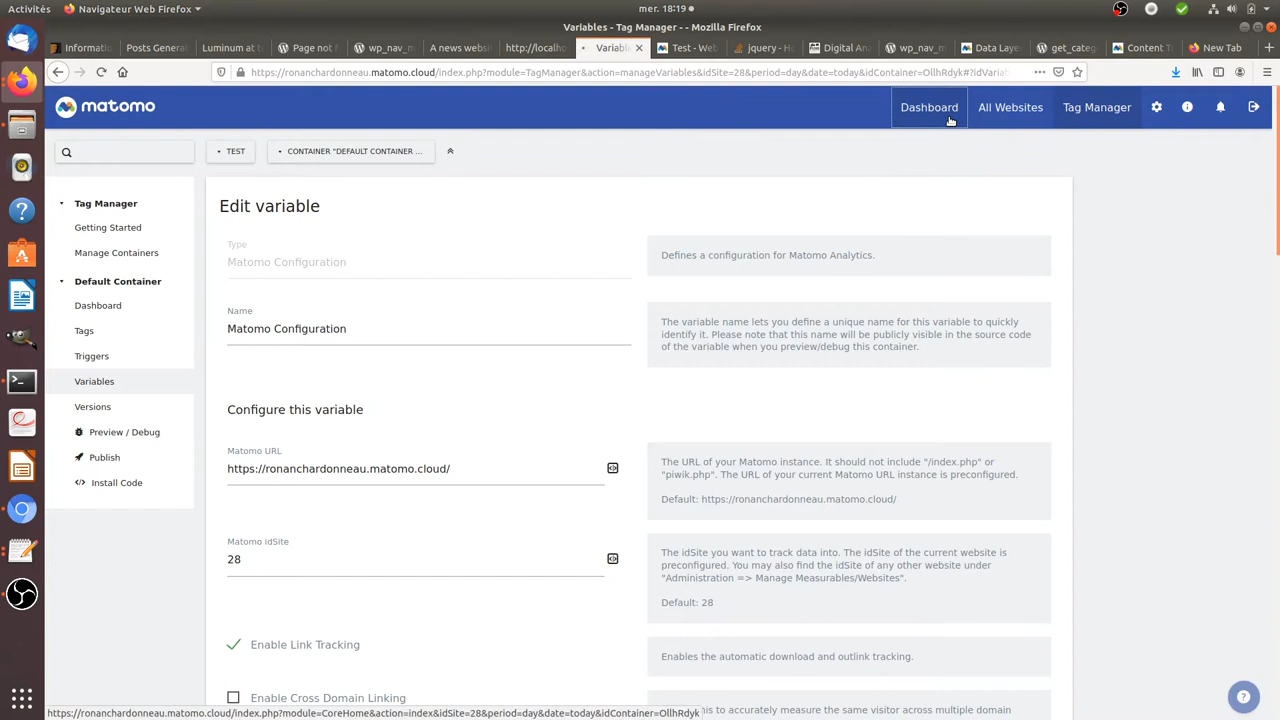 Activités
Navigateur Web Firefox
mer. 18:19
Variables - Tag Manager - - Mozilla Firefox
Informatio
Posts Genera
Luminum at te
Page not f
wp_nav_m
A news websi
http://localho
Variabl
Test - Web
jquery - Ho
Digital Ana
wp_nav_m
Data Layer
get_categ
Content Ta
New Tab
https://ronanchardonneau.matomo.cloud/index.php?module=TagManager&action=manageVariables&idSite=28&period=day&date=today&idContainer=OllhRdyk#?idVariab
matomo
Dashboard
All Websites
Tag Manager
TEST
CONTAINER "DEFAULT CONTAINER ...
Tag Manager
Getting Started
Manage Containers
Default Container
Dashboard
Tags
Triggers
Variables
Versions
Preview / Debug
Publish
Install Code
Edit variable
Type
Matomo Configuration
Defines a configuration for Matomo Analytics.
Name
Matomo Configuration
The variable name lets you define a unique name for this variable to quickly
identify it. Please note that this name will be publicly visible in the source code
of the variable when you preview/debug this container.
Configure this variable
Matomo URL
https://ronanchardonneau.matomo.cloud/
The URL of your Matomo instance. It should not include "/index.php" or
"piwik.php". The URL of your current Matomo URL instance is preconfigured.
Default: https://ronanchardonneau.matomo.cloud/
Matomo idSite
28
The idSite you want to track data into. The idSite of the current website is
preconfigured. You may also find the idSite of any other website under
"Administration => Manage Measurables/Websites".
Default: 28
Enable Link Tracking
Enables the automatic download and outlink tracking.
Enable Cross Domain Linking
this to accurately measure the same visitor across multiple domain
https://ronanchardonneau.matomo.cloud/index.php?module=CoreHome&action=index&idSite=28&period=day&date=today&idContainer=OllhRdyk